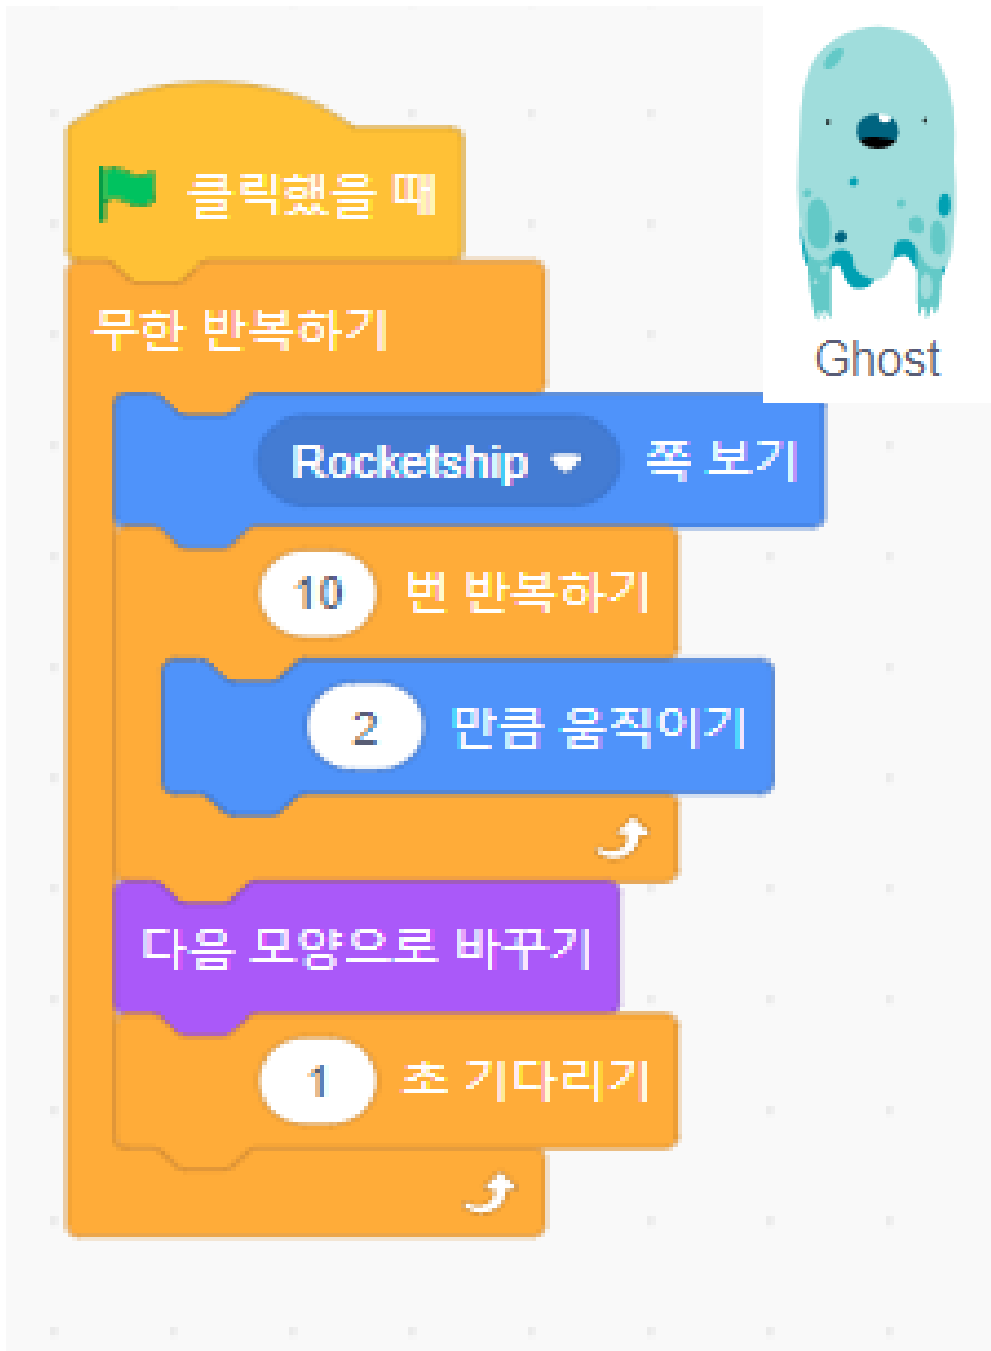 클릭했을 때
Ghost
무한 반복하기
Rocketship 쪽 보기
10 번 반복하기
2 만큼 움직이기
다음 모양으로 바꾸기
1 초 기다리기